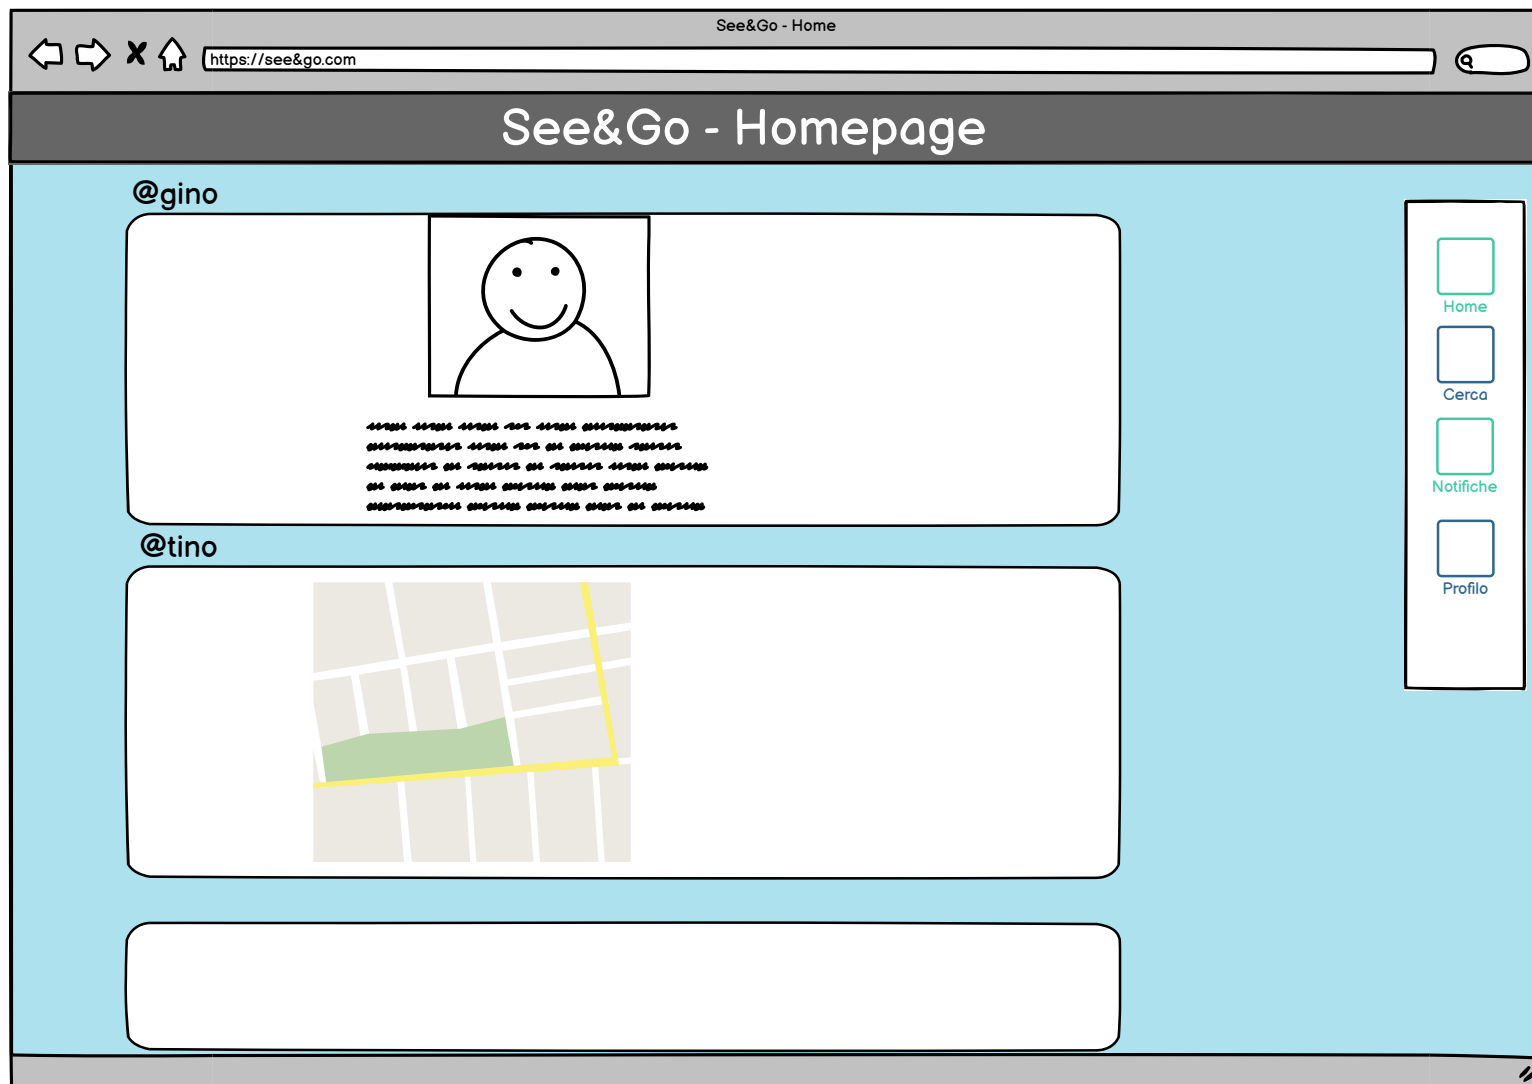 See&Go - Home
https://see&go.com
See&Go - Homepage
@gino
@tino
Home
Cerca
Notifiche
Profilo